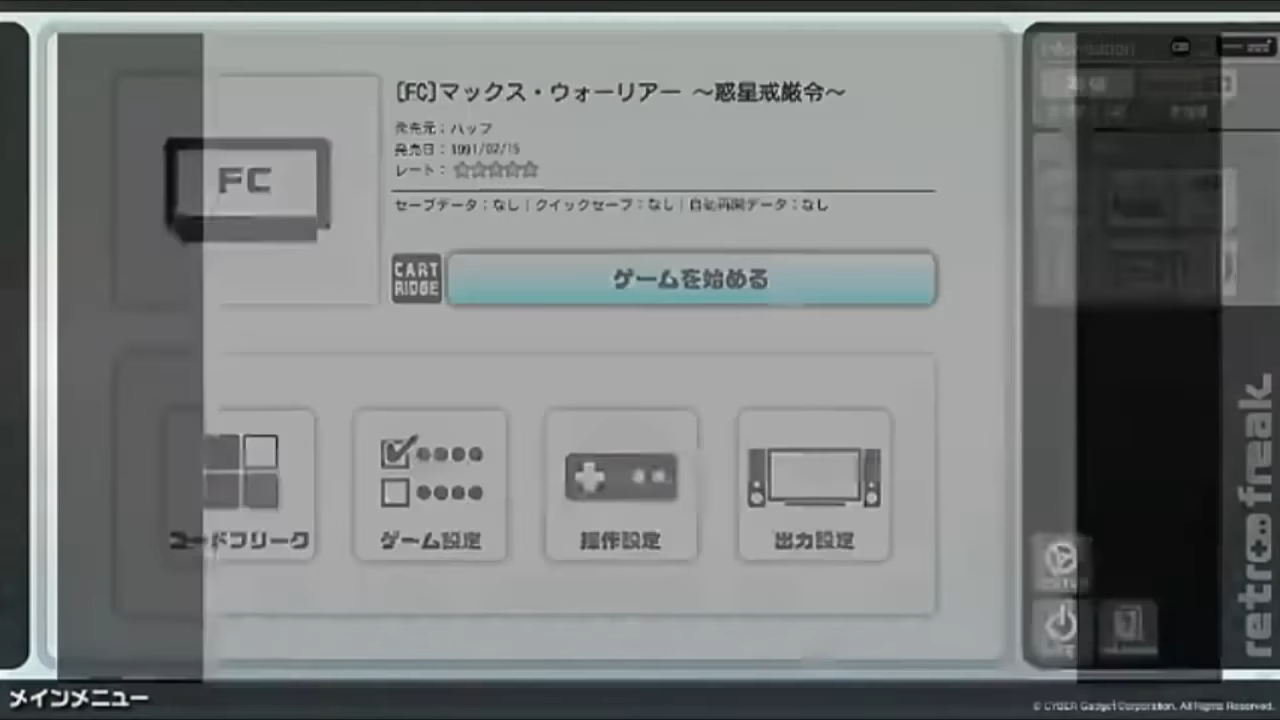 [FC]マックス・ウォーリアー ～惑星戒厳令～
発売元：バップ
発売日：1991/02/15
レート：☆☆☆☆☆
セーブデータ：なし｜クイックセーブ：なし｜自動再開データ：なし
FC
CART
RIDGE
ゲームを始める
コードフリーク
ゲーム設定
操作設定
出力設定
retro freak.
メインメニュー
© CYBER Gadget Corporation. All Rights Reserved.